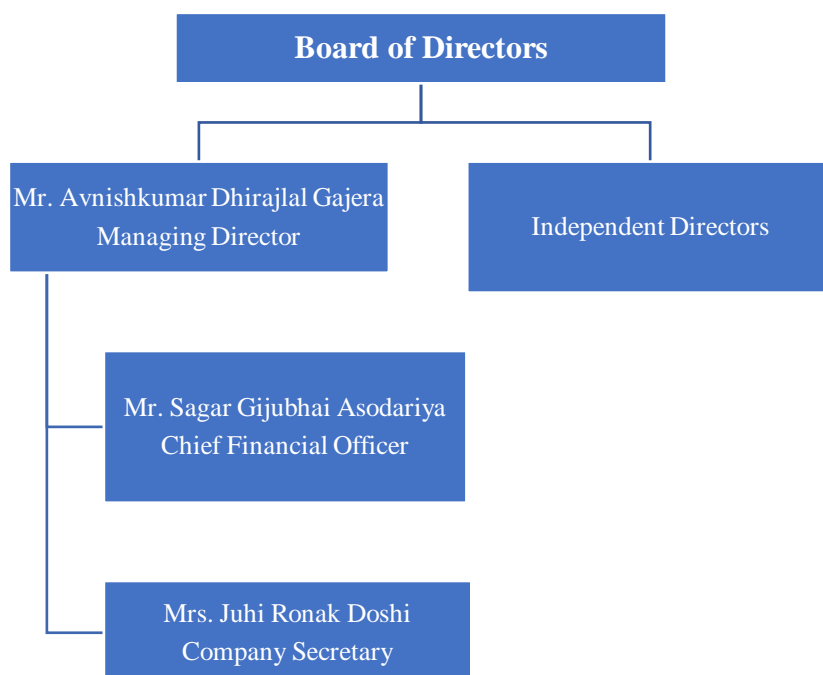 Board of Directors
Mr. Avnishkumar Dhirajlal Gajera
Managing Director
Independent Directors
Mr. Sagar Gijubhai Asodariya
Chief Financial Officer
Mrs. Juhi Ronak Doshi
Company Secretary